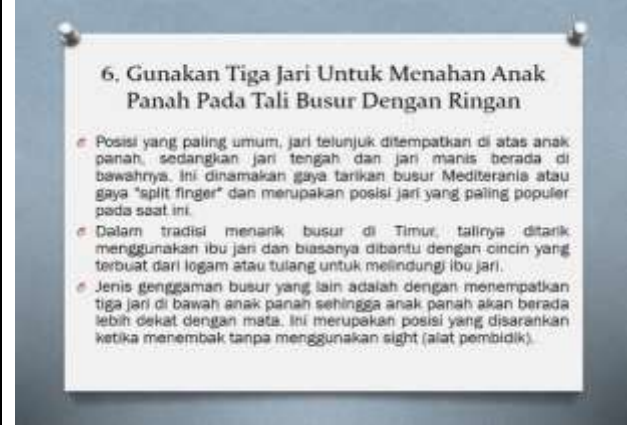 6. Gunakan Tiga Jari Untuk Menahan Anak
Panah Pada Tali Busur Dengan Ringan
Posisi yang paling umum, jari telunjuk ditempatkan di atas anak
panah, sedangkan jari tengah dan jari manis berada di
bawahnya. Ini dinamakan gaya tarikan busur Mediterania atau
gaya "split finger" dan merupakan posisi jari yang paling populer
pada saat ini.
Dalam tradisi menarik busur di Timur, talinya ditarik
menggunakan ibu jari dan biasanya dibantu dengan cincin yang
terbuat dari logam atau tulang untuk melindungi ibu jari.
Jenis genggaman busur yang lain adalah dengan menempatkan
tiga jari di bawah anak panah sehingga anak panah akan berada
lebih dekat dengan mata. Ini merupakan posisi yang disarankan
ketika menembak tanpa menggunakan sight (alat pembidik).